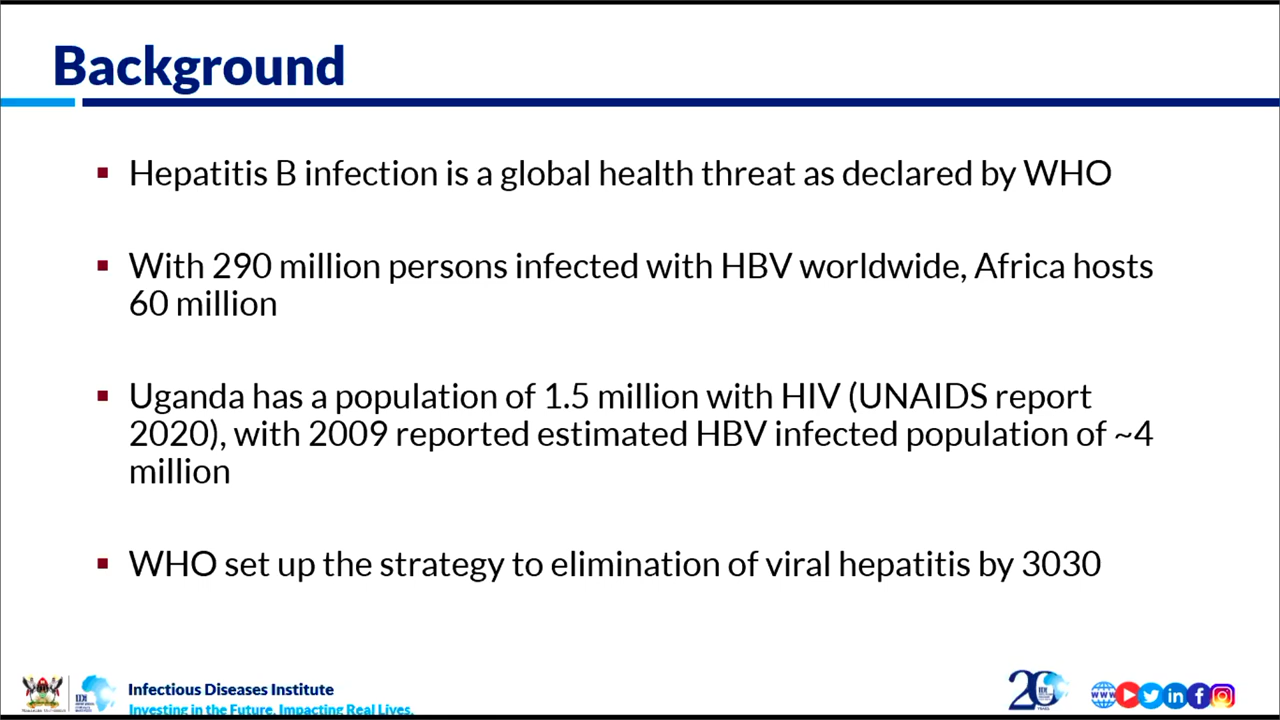 Background
Hepatitis B infection is a global health threat as declared by WHO
With 290 million persons infected with HBV worldwide, Africa hosts
60 million
Uganda has a population of 1.5 million with HIV (UNAIDS report
2020), with 2009 reported estimated HBV infected population of ~4
million
WHO set up the strategy to elimination of viral hepatitis by 3030
Infectious Diseases Institute
Investing in the Future. Impacting Real Lives.
20
www